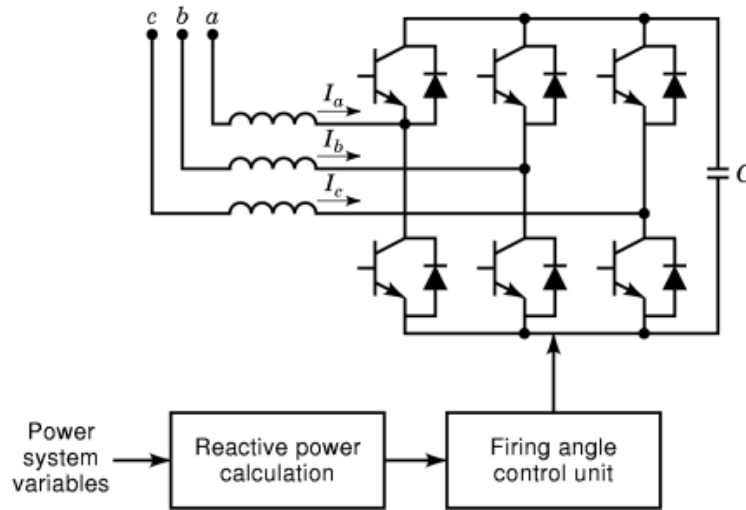 c b a
I_a
I_b
I_c
C
Power
system
variables
Reactive power
calculation
Firing angle
control unit